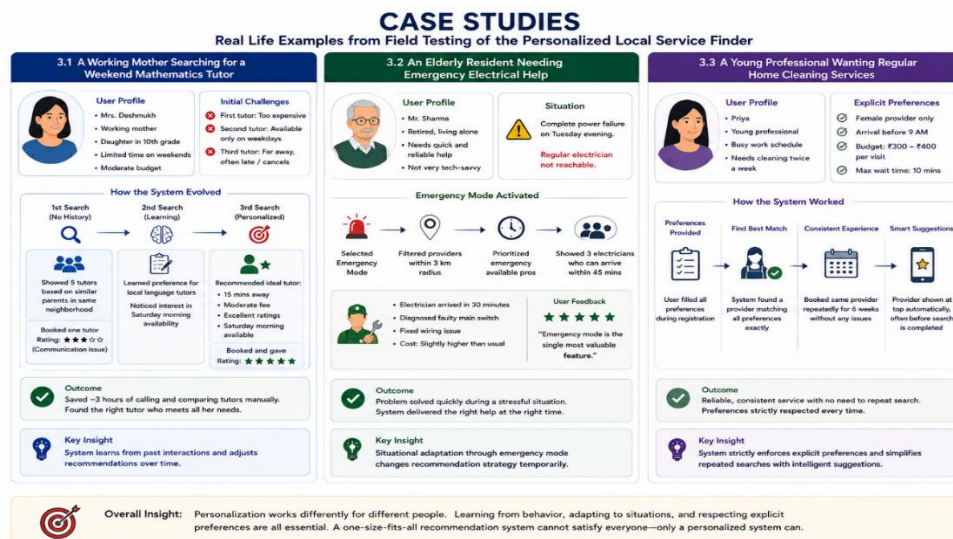 CASE STUDIES
Real Life Examples from Field Testing of the Personalized Local Service Finder
3.1 A Working Mother Searching for a
Weekend Mathematics Tutor
User Profile
• Mrs. Deshmukh
• Working mother
• Daughter in 10th grade
• Limited time on weekends
• Moderate budget
Initial Challenges
First tutor: Too expensive
Second tutor: Available
only on weekdays
Third tutor: Far away,
often late / cancels
How the System Evolved
1st Search
(No History)
2nd Search
(Learning)
3rd Search
(Personalized)
Showed 5 tutors
based on similar
parents in same
neighborhood
Booked one tutor
Rating: ★★★☆☆
(Communication issue)
Learned preference for
local language tutors
Noticed interest in
Saturday morning
availability
Recommended ideal tutor:
• 15 mins away
• Moderate fee
• Excellent ratings
• Saturday morning
available
Booked and gave
Rating: ★★★★★
Outcome
Saved ~3 hours of calling and comparing tutors manually.
Found the right tutor who meets all her needs.
Key Insight
System learns from past interactions and adjusts
recommendations over time.
3.2 An Elderly Resident Needing
Emergency Electrical Help
User Profile
• Mr. Sharma
• Retired, living alone
• Needs quick and
reliable help
• Not very tech-savvy
Situation
Complete power failure
on Tuesday evening.
Regular electrician
not reachable.
Emergency Mode Activated
Selected
Emergency
Mode
Filtered providers
within 3 km
radius
Prioritized
emergency
available pros
Showed 3 electricians
who can arrive
within 45 mins
• Electrician arrived in 30 minutes
• Diagnosed faulty main switch
• Fixed wiring issue
• Cost: Slightly higher than usual
User Feedback
★★★★★
"Emergency mode is the
single most valuable
feature."
Outcome
Problem solved quickly during a stressful situation.
System delivered the right help at the right time.
Key Insight
Situational adaptation through emergency mode
changes recommendation strategy temporarily.
3.3 A Young Professional Wanting Regular
Home Cleaning Services
User Profile
• Priya
• Young professional
• Busy work schedule
• Needs cleaning twice
a week
Explicit Preferences
Female provider only
Arrival before 9 AM
Budget: ₹300 – ₹400
per visit
Max wait time: 10 mins
How the System Worked
Preferences
Provided
Find Best Match
Consistent Experience
Smart Suggestions
User filled all
preferences
during registration
System found a
provider matching
all preferences
exactly
Booked same provider
repeatedly for 6 weeks
without any issues
Provider shown at
top automatically,
often before search
is completed
Outcome
Reliable, consistent service with no need to repeat search.
Preferences strictly respected every time.
Key Insight
System strictly enforces explicit preferences and simplifies
repeated searches with intelligent suggestions.
Overall Insight: Personalization works differently for different people. Learning from behavior, adapting to situations, and respecting explicit
preferences are all essential. A one-size-fits-all recommendation system cannot satisfy everyone—only a personalized system can.